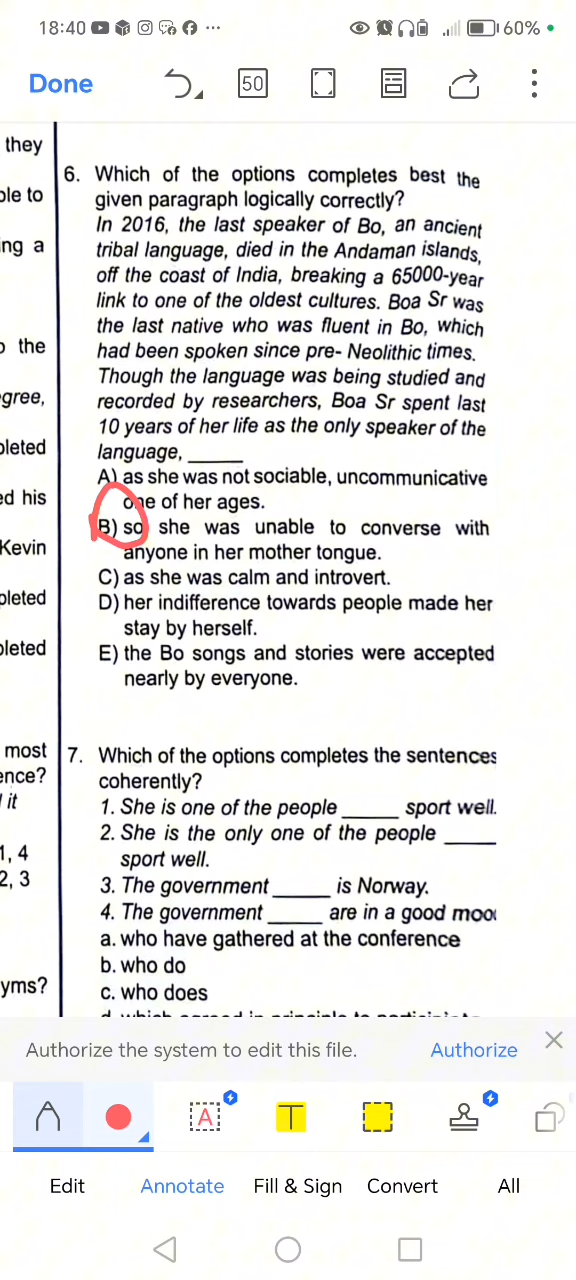 18:40
60%
Done
50
they
ple to
ing a
o the
gree,
pleted
ed his
Kevin
pleted
pleted
most
ence?
l it
1, 4
2, 3
yms?
6. Which of the options completes best the
given paragraph logically correctly?
In 2016, the last speaker of Bo, an ancient
tribal language, died in the Andaman islands,
off the coast of India, breaking a 65000-year
link to one of the oldest cultures. Boa Sr was
the last native who was fluent in Bo, which
had been spoken since pre- Neolithic times.
Though the language was being studied and
recorded by researchers, Boa Sr spent last
10 years of her life as the only speaker of the
language, ______
A) as she was not sociable, uncommunicative
one of her ages.
B) so she was unable to converse with
anyone in her mother tongue.
C) as she was calm and introvert.
D) her indifference towards people made her
stay by herself.
E) the Bo songs and stories were accepted
nearly by everyone.
7. Which of the options completes the sentences
coherently?
1. She is one of the people ______ sport well.
2. She is the only one of the people ______
sport well.
3. The government ______ is Norway.
4. The government ______ are in a good moo
a. who have gathered at the conference
b. who do
c. who does
Authorize the system to edit this file.
Authorize
A
T
Edit
Annotate
Fill & Sign
Convert
All